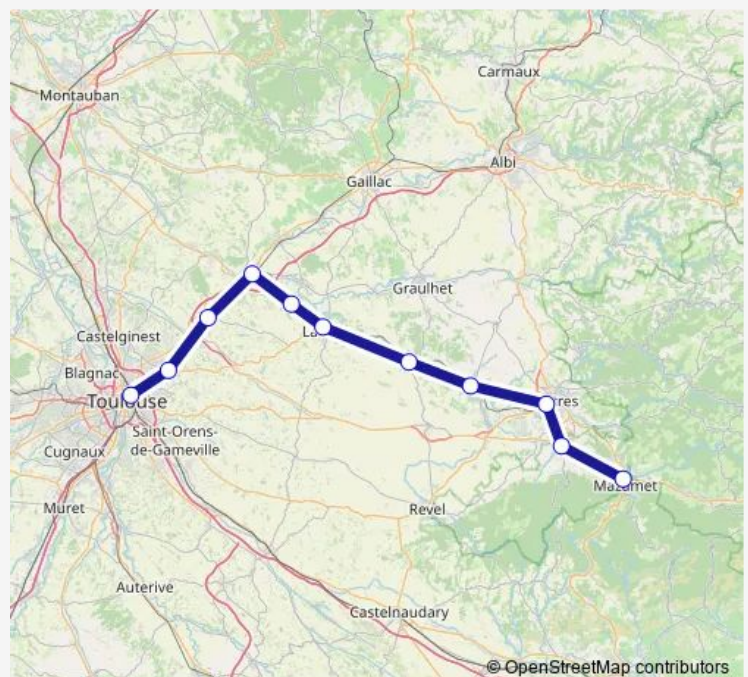 Carmaux
Montauban
Albi
Gaillac
Graulhet
Castelginest
Blagnac
Toulouse
Saint-Orens-
de-Gameville
Cugnaux
Mazamet
Muret
Revel
Auterive
Castelnaudary
© OpenStreetMap contributors